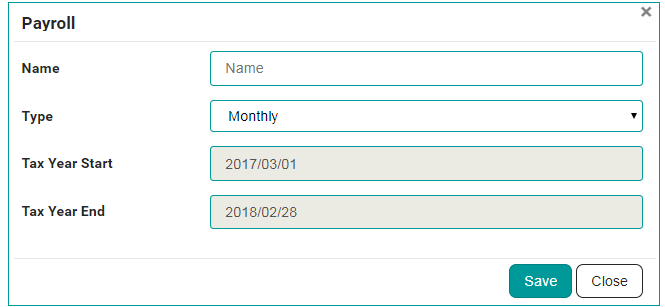 Payroll
×
Name Name
Type Monthly
Tax Year Start 2017/03/01
Tax Year End 2018/02/28
Save Close